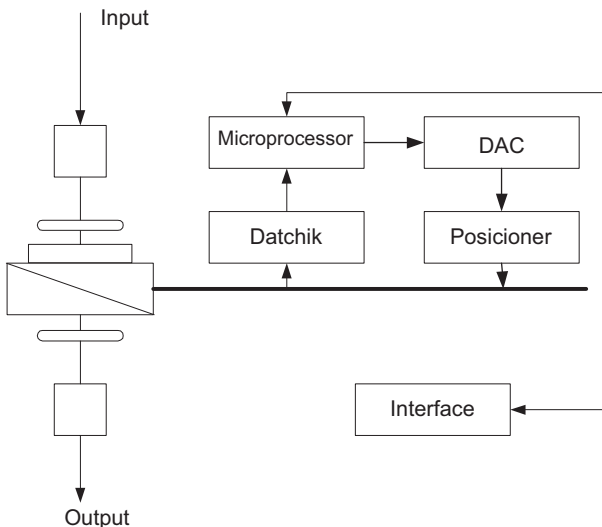 Input
Microprocessor
DAC
Datchik
Posicioner
Interface
Output